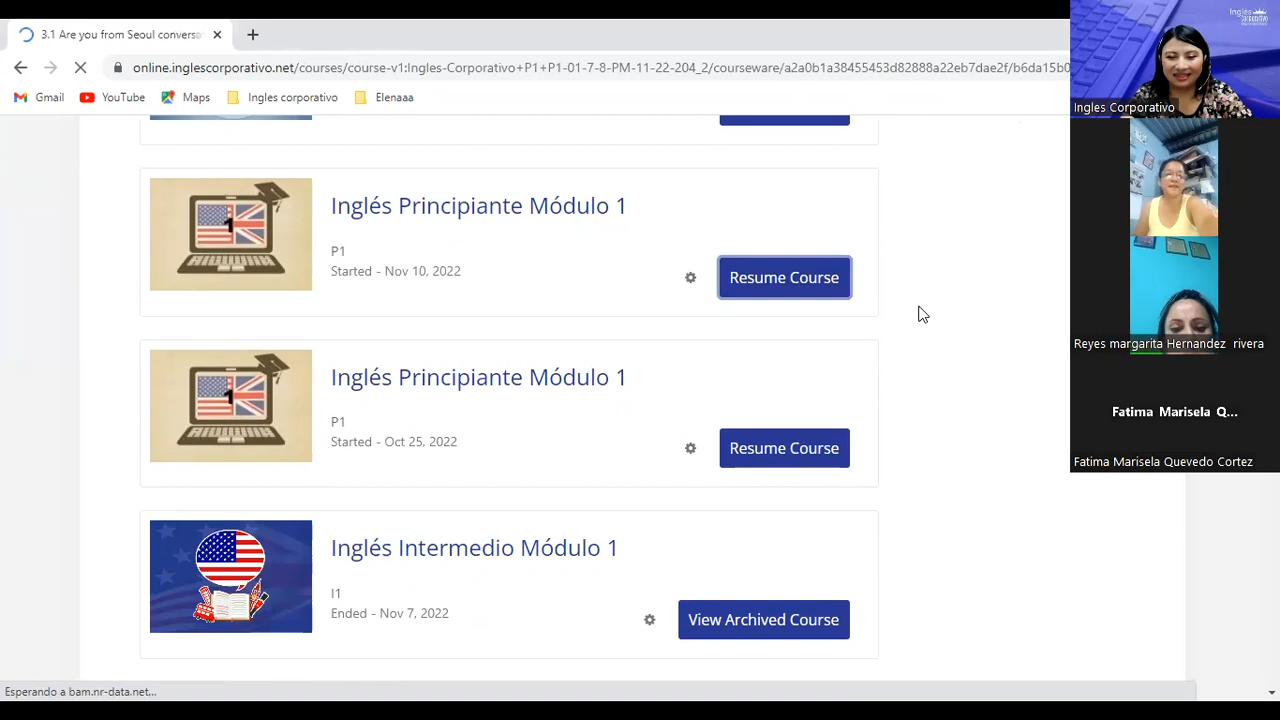 3.1 Are you from Seoul conversa
online.inglescorporativo.net/courses/course-v1:Ingles-Cor
+P1+P1-01-7-8-PM-11-22-204_2/courseware/a2a0b1a38455453d82888a22eb7dae2f/b6da15b0
Gmail
YouTube
Maps
Ingles corporativo
Elenaaa
Inglés Principiante Módulo 1
P1
Started - Nov 10, 2022
Resume Course
Inglés Principiante Módulo 1
P1
Started - Oct 25, 2022
Resume Course
Inglés Intermedio Módulo 1
I1
Ended - Nov 7, 2022
View Archived Course
Esperando a bam.nr-data.net...
Inglés
Ingles Corporativo
Reyes margarita Hernandez rivera
Fatima Marisela Q...
Fatima Marisela Quevedo Cortez